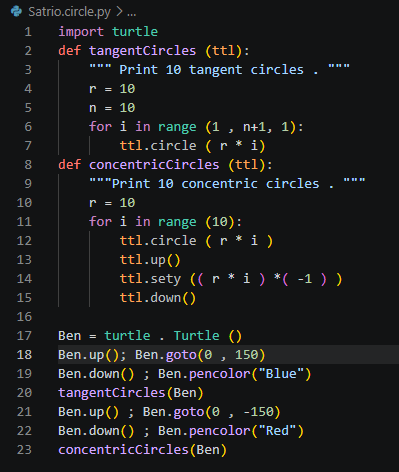 Satrio.circle.py > ...
1 import turtle
2 def tangentCircles (ttl):
3     """ Print 10 tangent circles . """
4     r = 10
5     n = 10
6     for i in range (1 , n+1, 1):
7         ttl.circle ( r * i)
8 def concentricCircles (ttl):
9     """Print 10 concentric circles . """
10     r = 10
11     for i in range (10):
12         ttl.circle ( r * i )
13         ttl.up()
14         ttl.sety (( r * i ) *( -1 ) )
15         ttl.down()
16
17 Ben = turtle . Turtle ()
18 Ben.up(); Ben.goto(0 , 150)
19 Ben.down() ; Ben.pencolor("Blue")
20 tangentCircles(Ben)
21 Ben.up() ; Ben.goto(0 , -150)
22 Ben.down() ; Ben.pencolor("Red")
23 concentricCircles(Ben)